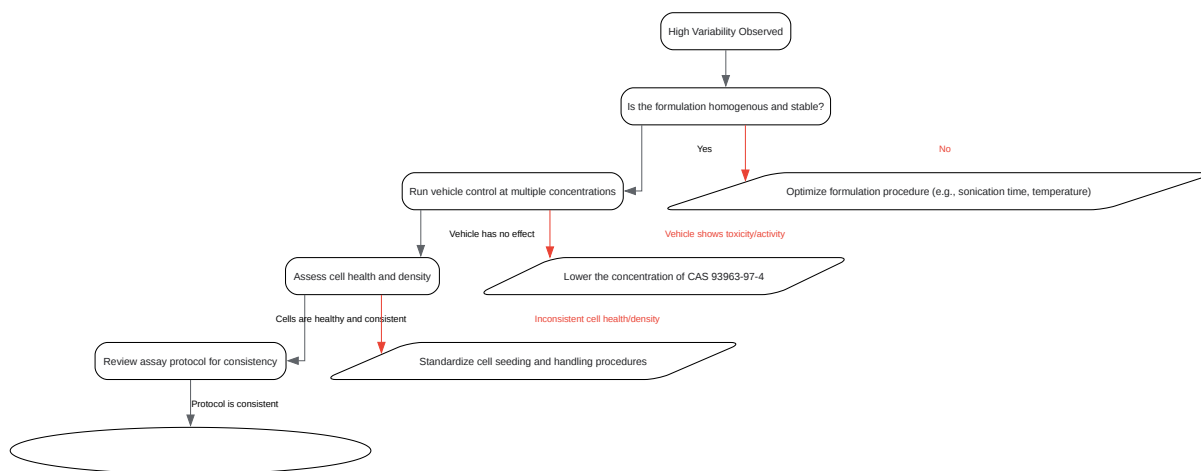 High Variability Observed
Is the formulation homogenous and stable?
Yes
No
Run vehicle control at multiple concentrations
Optimize formulation procedure (e.g., sonication time, temperature)
Vehicle has no effect
Vehicle shows toxicity/activity
Assess cell health and density
Lower the concentration of CAS 93963-97-4
Cells are healthy and consistent
Inconsistent cell health/density
Review assay protocol for consistency
Standardize cell seeding and handling procedures
Protocol is consistent